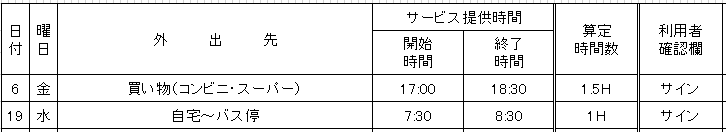 日付 曜日 外出先 サービス提供時間 算定時間数 利用者確認欄
開始時間 終了時間
6 金 買い物(コンビニ・スーパー) 17:00 18:30 1.5H サイン
19 水 自宅～バス停 7:30 8:30 1H サイン